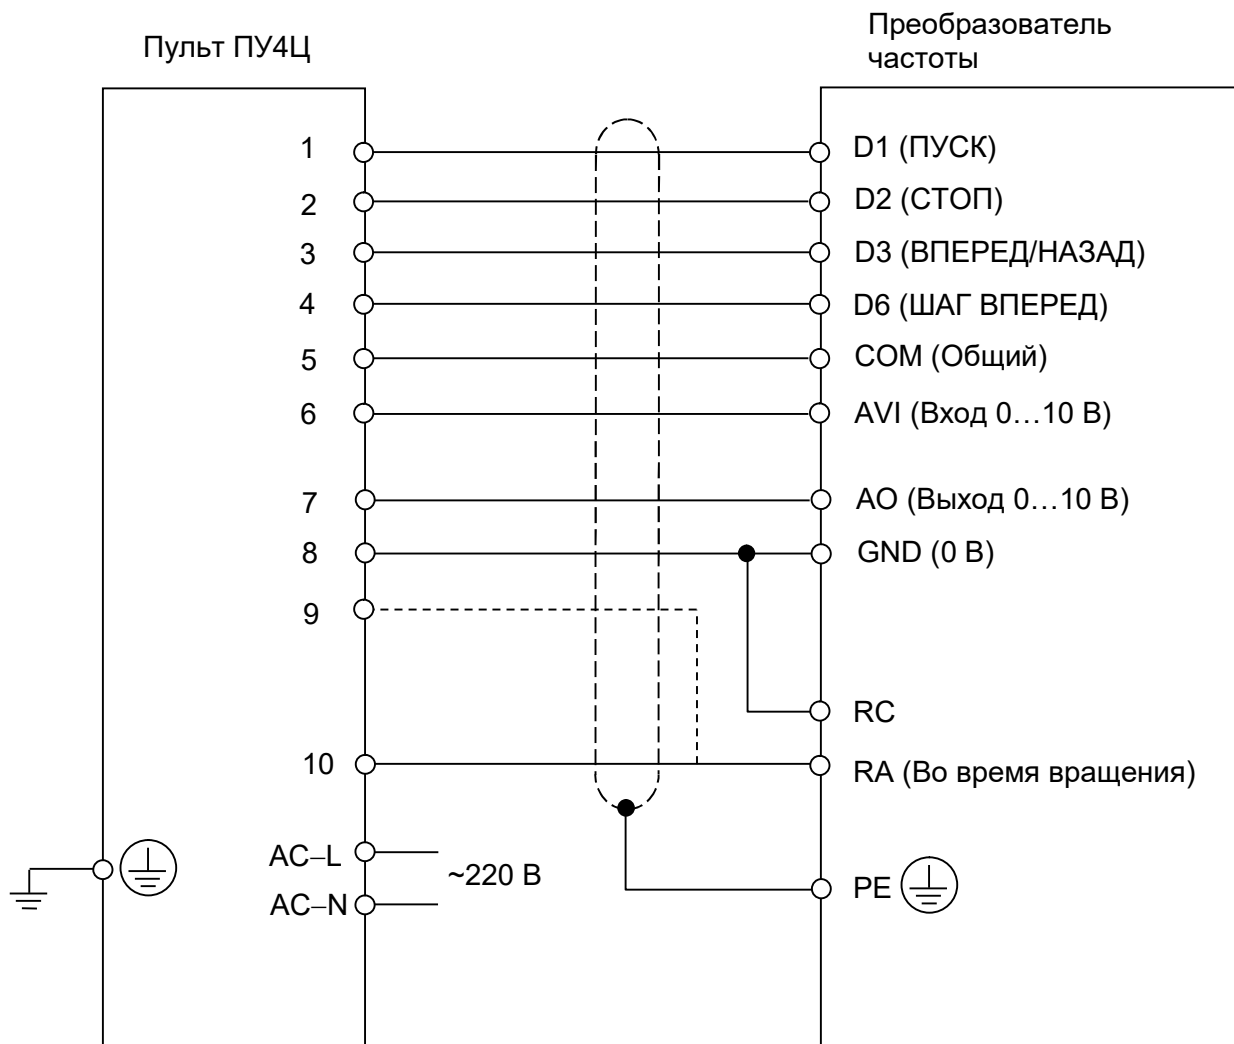 Пульт ПУ4Ц
Преобразователь
частоты
1
D1 (ПУСК)
2
D2 (СТОП)
3
D3 (ВПЕРЕД/НАЗАД)
4
D6 (ШАГ ВПЕРЕД)
5
COM (Общий)
6
AVI (Вход 0…10 В)
7
AO (Выход 0…10 В)
8
GND (0 В)
9
RC
10
RA (Во время вращения)
AC–L
~220 В
AC–N
PE